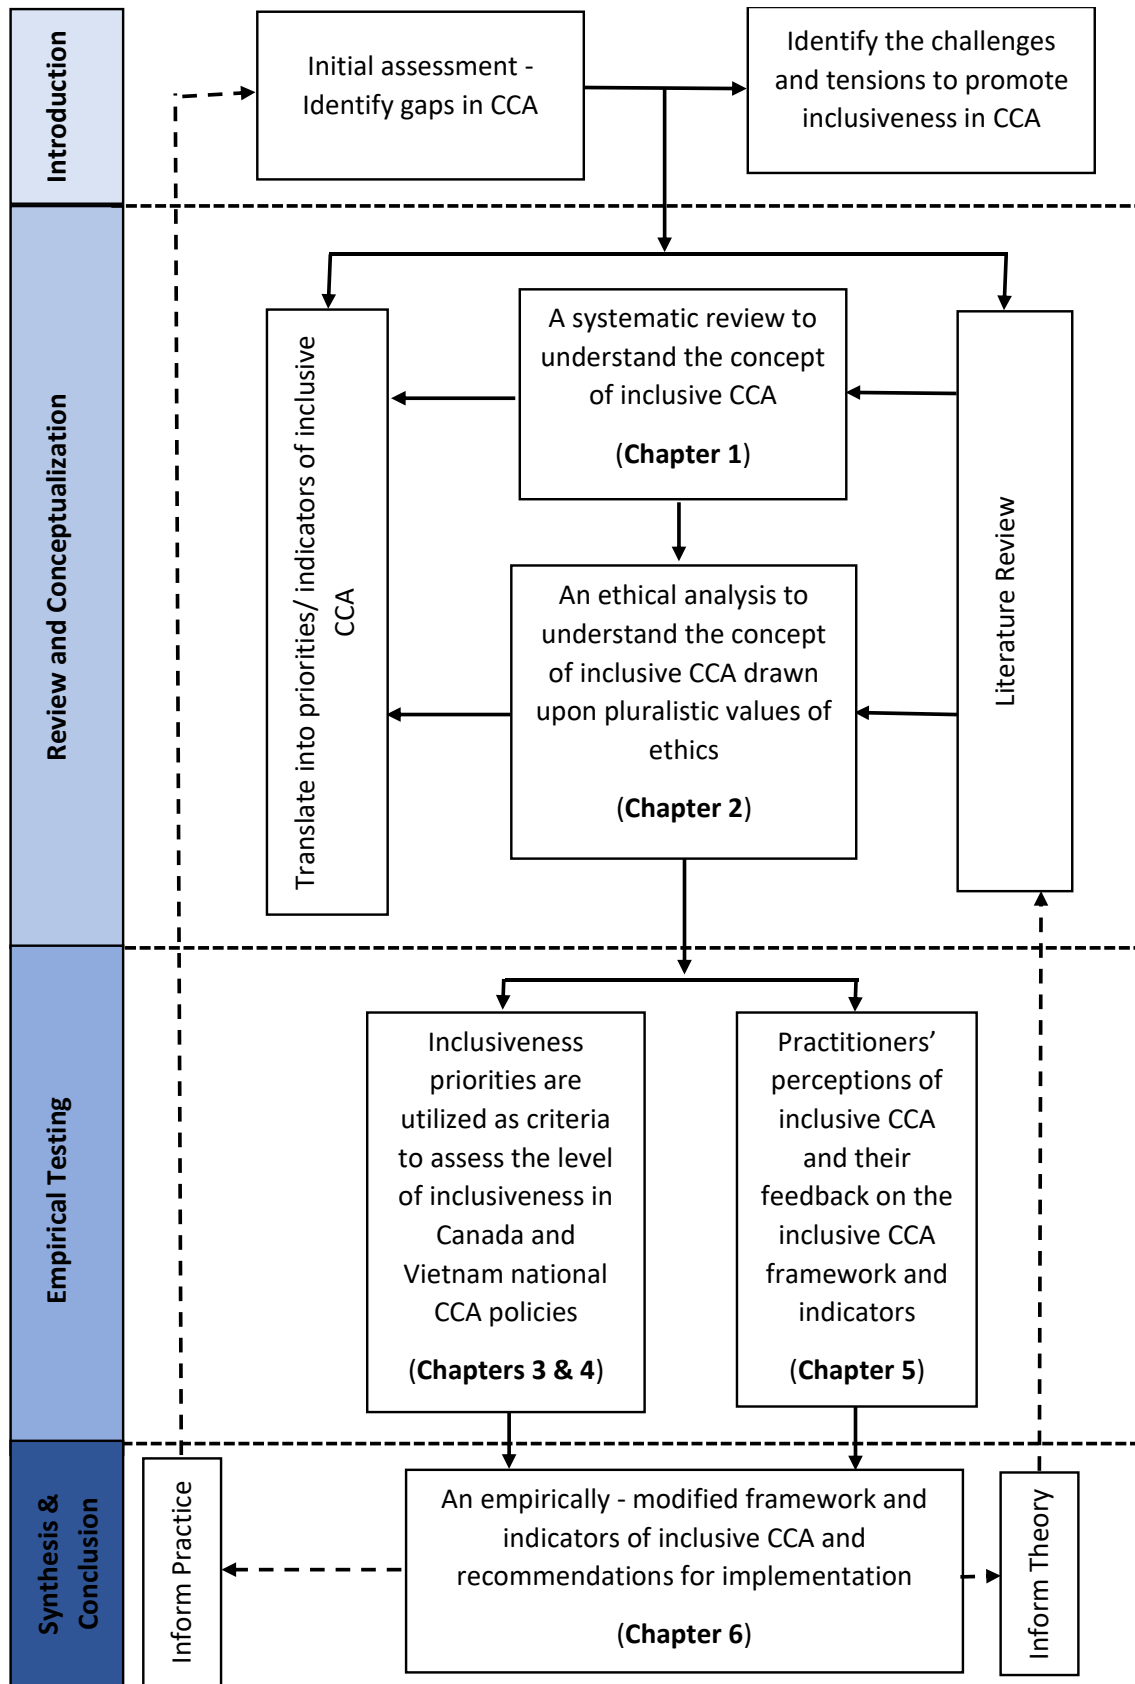 Introduction
Initial assessment -
Identify gaps in CCA
Identify the challenges
and tensions to promote
inclusiveness in CCA
Review and Conceptualization
Translate into priorities/ indicators of inclusive
CCA
A systematic review to
understand the concept
of inclusive CCA
(Chapter 1)
An ethical analysis to
understand the concept
of inclusive CCA drawn
upon pluralistic values of
ethics
(Chapter 2)
Literature Review
Empirical Testing
Inclusiveness
priorities are
utilized as criteria
to assess the level
of inclusiveness in
Canada and
Vietnam national
CCA policies
(Chapters 3 & 4)
Practitioners’
perceptions of
inclusive CCA
and their
feedback on the
inclusive CCA
framework and
indicators
(Chapter 5)
Synthesis &
Conclusion
Inform Practice
An empirically - modified framework and
indicators of inclusive CCA and
recommendations for implementation
(Chapter 6)
Inform Theory